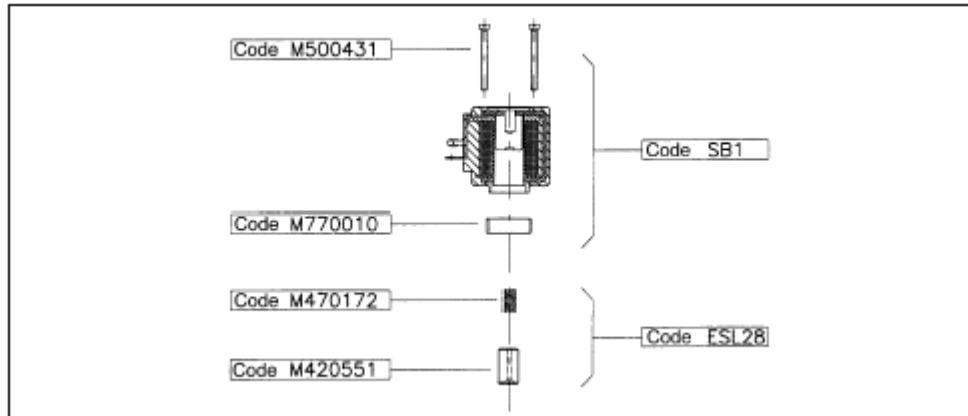 Code M500431
Code SB1
Code M770010
Code M470172
Code ESL28
Code M420551